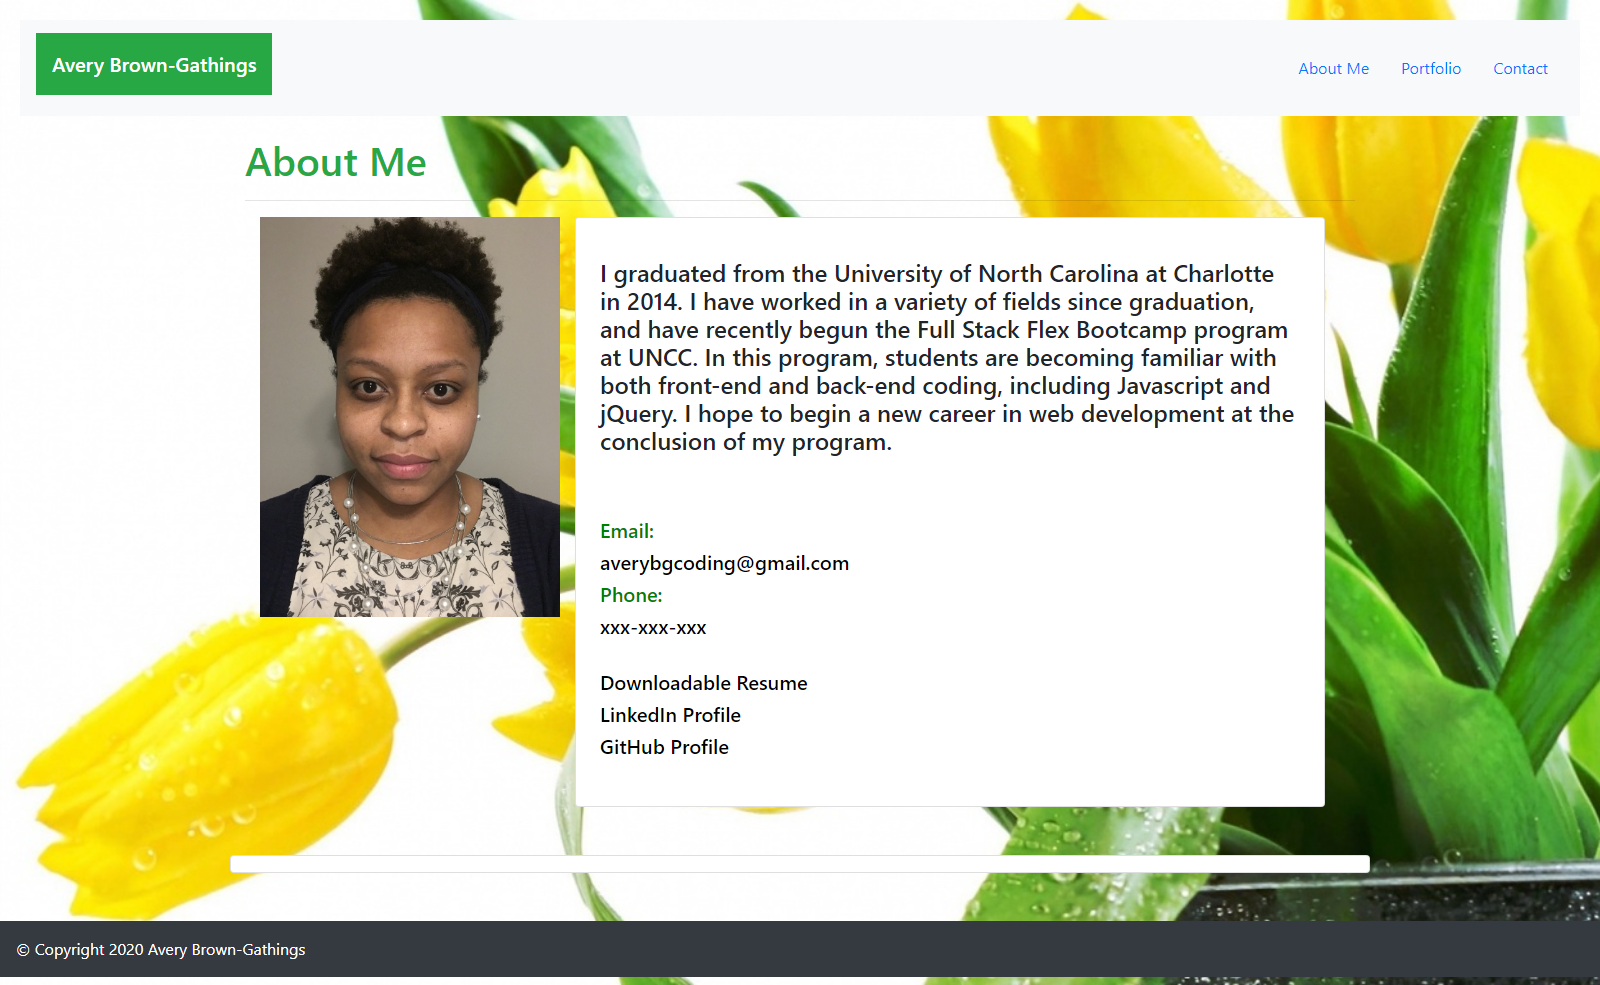 Avery Brown-Gathings
About Me
Portfolio
Contact
About Me
I graduated from the University of North Carolina at Charlotte
in 2014. I have worked in a variety of fields since graduation,
and have recently begun the Full Stack Flex Bootcamp program
at UNCC. In this program, students are becoming familiar with
both front-end and back-end coding, including Javascript and
jQuery. I hope to begin a new career in web development at the
conclusion of my program.
Email:
averybgcoding@gmail.com
Phone:
xxx-xxx-xxx
Downloadable Resume
LinkedIn Profile
GitHub Profile
© Copyright 2020 Avery Brown-Gathings